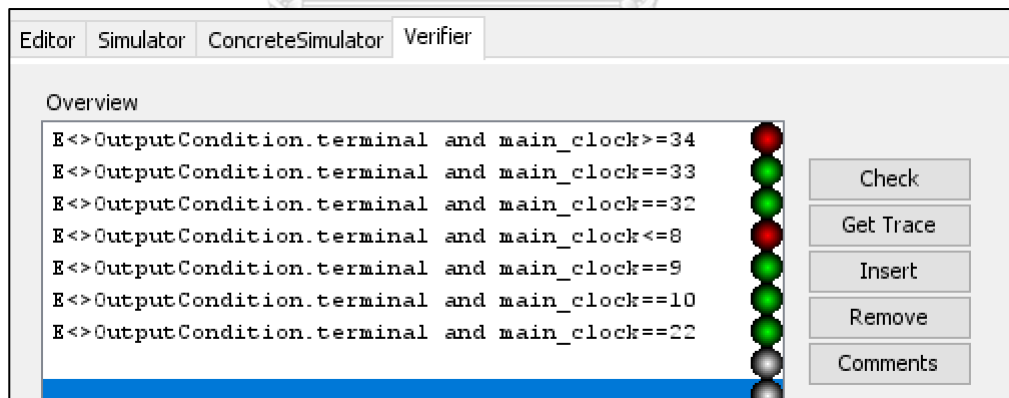 Editor Simulator ConcreteSimulator Verifier
Overview
E<>OutputCondition.terminal and main_clock>=34
E<>OutputCondition.terminal and main_clock==33
E<>OutputCondition.terminal and main_clock==32
E<>OutputCondition.terminal and main_clock<=8
E<>OutputCondition.terminal and main_clock==9
E<>OutputCondition.terminal and main_clock==10
E<>OutputCondition.terminal and main_clock==22
Check
Get Trace
Insert
Remove
Comments